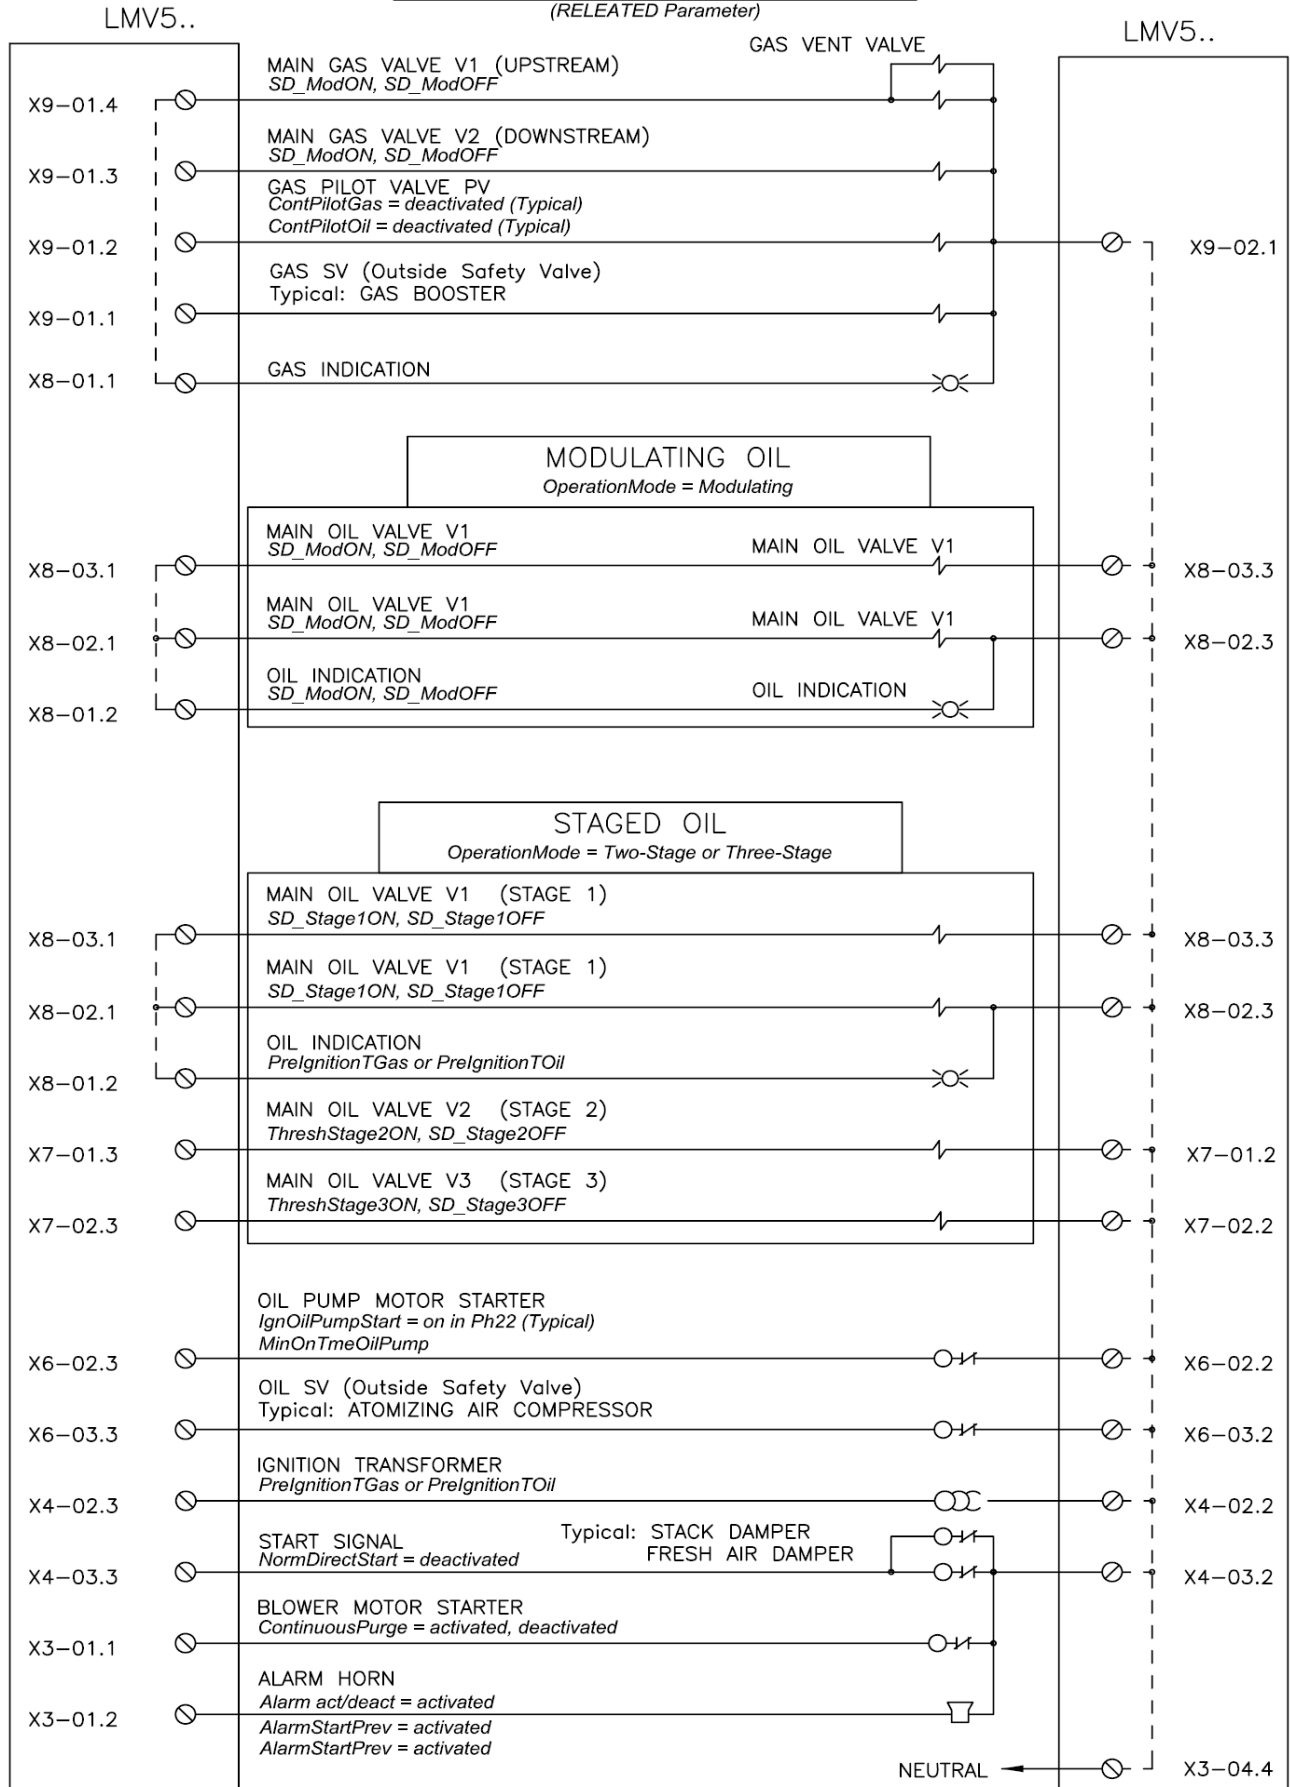 (RELEATED Parameter)
LMV5..
LMV5..
GAS VENT VALVE
MAIN GAS VALVE V1 (UPSTREAM)
SD_ModON, SD_ModOFF
X9-01.4
MAIN GAS VALVE V2 (DOWNSTREAM)
SD_ModON, SD_ModOFF
X9-01.3
GAS PILOT VALVE PV
ContPilotGas = deactivated (Typical)
ContPilotOil = deactivated (Typical)
X9-01.2
X9-02.1
GAS SV (Outside Safety Valve)
Typical: GAS BOOSTER
X9-01.1
GAS INDICATION
X8-01.1
MODULATING OIL
OperationMode = Modulating
MAIN OIL VALVE V1
SD_ModON, SD_ModOFF
MAIN OIL VALVE V1
X8-03.1
X8-03.3
MAIN OIL VALVE V1
SD_ModON, SD_ModOFF
MAIN OIL VALVE V1
X8-02.1
X8-02.3
OIL INDICATION
SD_ModON, SD_ModOFF
OIL INDICATION
X8-01.2
STAGED OIL
OperationMode = Two-Stage or Three-Stage
MAIN OIL VALVE V1 (STAGE 1)
SD_Stage1ON, SD_Stage1OFF
X8-03.1
X8-03.3
MAIN OIL VALVE V1 (STAGE 1)
SD_Stage1ON, SD_Stage1OFF
X8-02.1
X8-02.3
OIL INDICATION
PreIgnitionTGas or PreIgnitionTOil
X8-01.2
MAIN OIL VALVE V2 (STAGE 2)
ThreshStage2ON, SD_Stage2OFF
X7-01.3
X7-01.2
MAIN OIL VALVE V3 (STAGE 3)
ThreshStage3ON, SD_Stage3OFF
X7-02.3
X7-02.2
OIL PUMP MOTOR STARTER
IgnOilPumpStart = on in Ph22 (Typical)
MinOnTmeOilPump
X6-02.3
X6-02.2
OIL SV (Outside Safety Valve)
Typical: ATOMIZING AIR COMPRESSOR
X6-03.3
X6-03.2
IGNITION TRANSFORMER
PreIgnitionTGas or PreIgnitionTOil
X4-02.3
X4-02.2
START SIGNAL
NormDirectStart = deactivated
Typical: STACK DAMPER
FRESH AIR DAMPER
X4-03.3
X4-03.2
BLOWER MOTOR STARTER
ContinuousPurge = activated, deactivated
X3-01.1
ALARM HORN
Alarm act/deact = activated
X3-01.2
AlarmStartPrev = activated
AlarmStartPrev = activated
NEUTRAL
X3-04.4